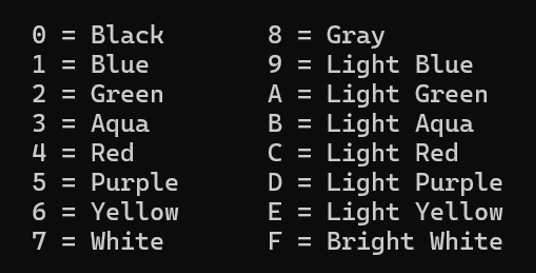 0 = Black       8 = Gray
1 = Blue        9 = Light Blue
2 = Green       A = Light Green
3 = Aqua        B = Light Aqua
4 = Red         C = Light Red
5 = Purple      D = Light Purple
6 = Yellow      E = Light Yellow
7 = White       F = Bright White